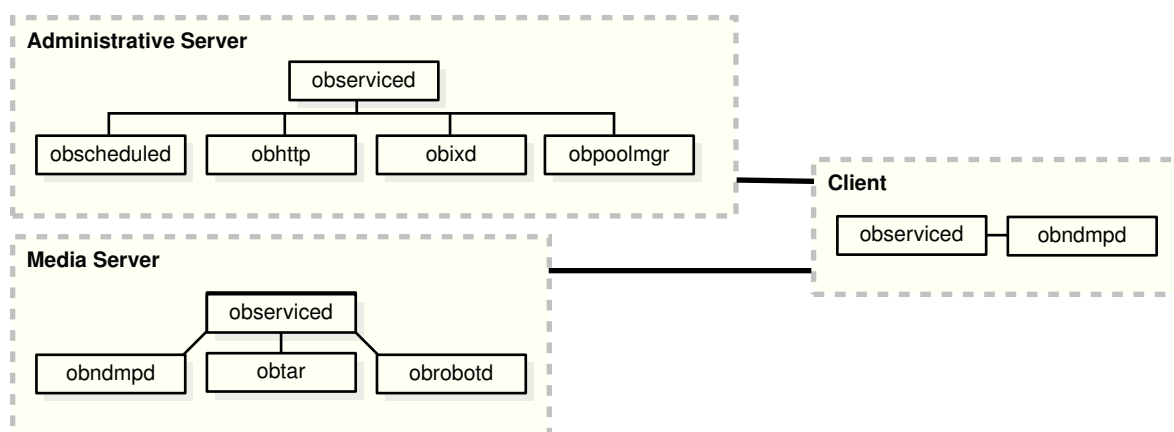 Administrative Server
observiced
obscheduled
obhttp
obixd
obpoolmgr
Client
observiced
obndmpd
Media Server
observiced
obndmpd
obtar
obrobotd